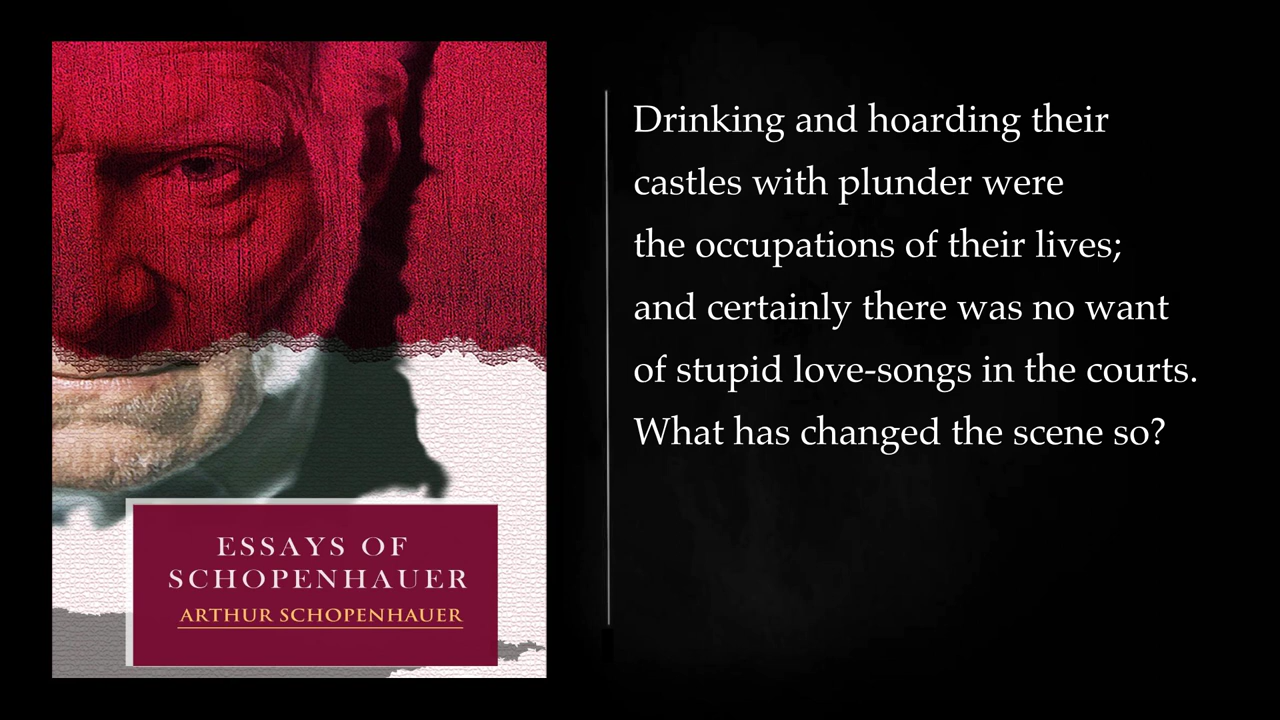 ESSAYS OF
SCHOPENHAUER
ARTHUR SCHOPENHAUER
Drinking and hoarding their
castles with plunder were
the occupations of their lives;
and certainly there was no want
of stupid love-songs in the courts.
What has changed the scene so?